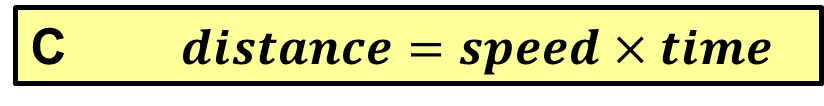 C distance = speed × time